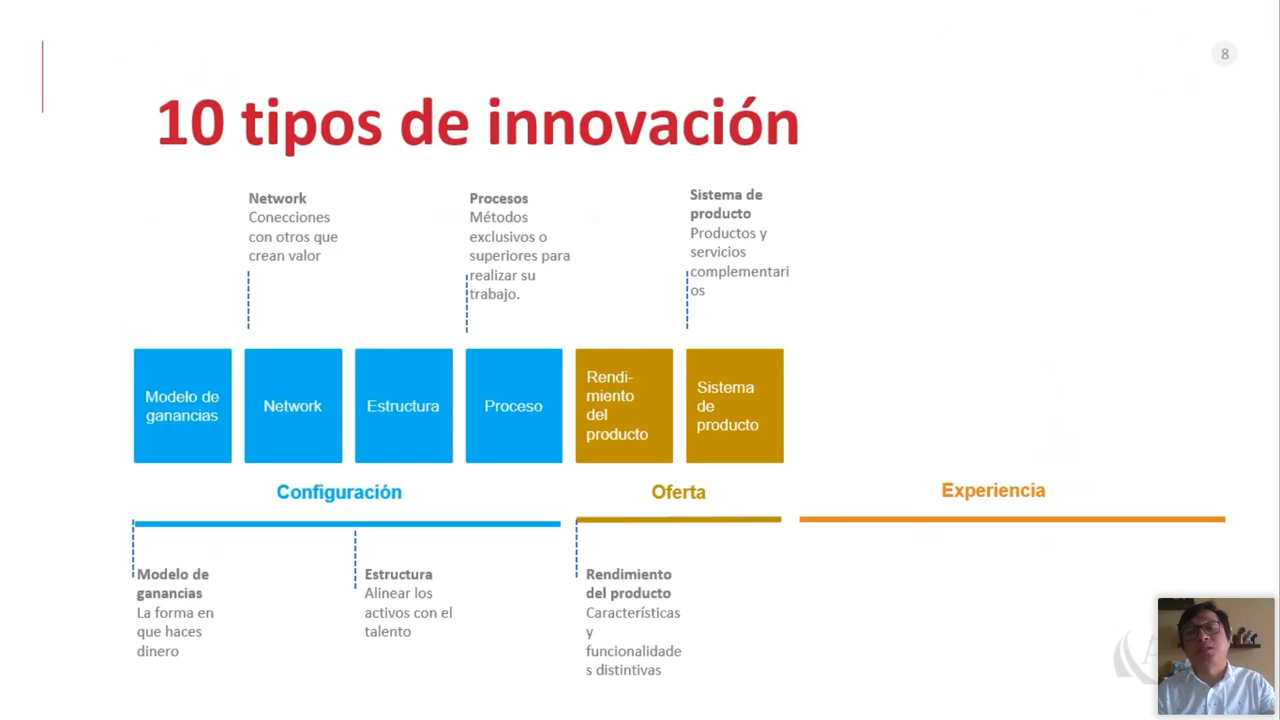 8
10 tipos de innovación
Network
Conecciones
con otros que
crean valor
Procesos
Métodos
exclusivos o
superiores para
realizar su
trabajo.
Sistema de
producto
Productos y
servicios
complementari
os
Modelo de
ganancias
Network
Estructura
Proceso
Rendi-
miento
del
producto
Sistema
de
producto
Configuración
Oferta
Experiencia
Modelo de
ganancias
La forma en
que haces
dinero
Estructura
Alinear los
activos con el
talento
Rendimiento
del producto
Características
y
funcionalidade
s distintivas